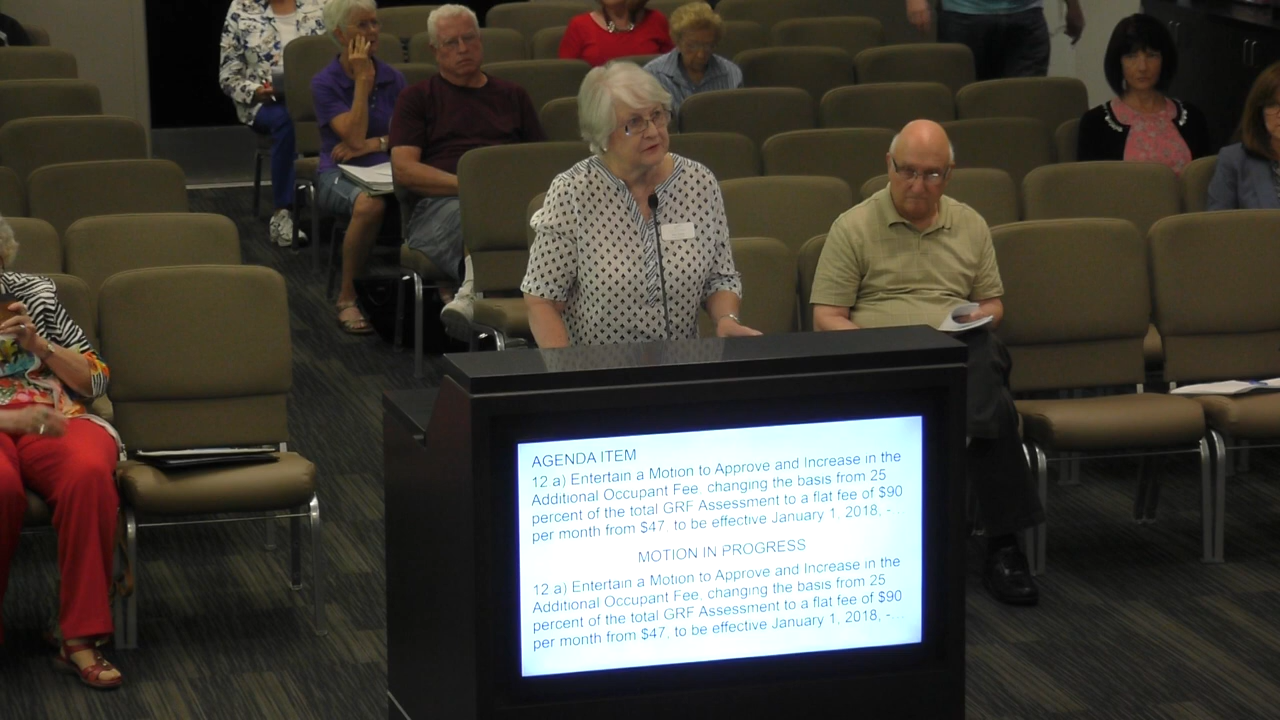 AGENDA ITEM
12 a) Entertain a Motion to Approve and Increase in the
Additional Occupant Fee, changing the basis from 25
percent of the total GRF Assessment to a flat fee of $90
per month from $47, to be effective January 1, 2018, -...
MOTION IN PROGRESS
12 a) Entertain a Motion to Approve and Increase in the
Additional Occupant Fee, changing the basis from 25
percent of the total GRF Assessment to a flat fee of $90
per month from $47, to be effective January 1, 2018, -...